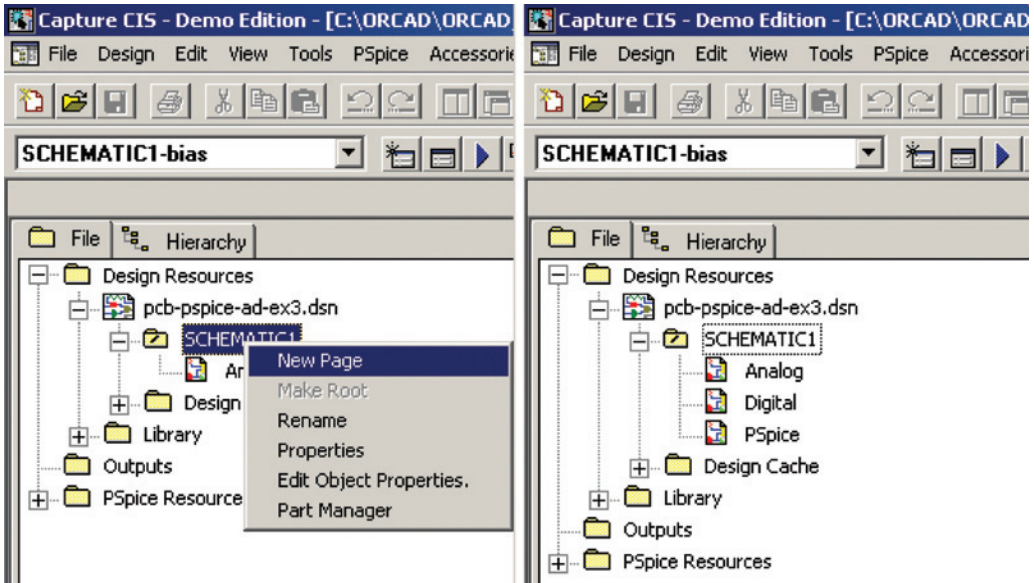 Capture CIS - Demo Edition - [C:\ORCAD\ORCAD
File Design Edit View Tools PSpice Accessorie
SCHEMATIC1-bias
File Hierarchy
Design Resources
pcb-pspice-ad-ex3.dsn
SCHEMATIC1
Ar
Design
Library
Outputs
PSpice Resource
New Page
Make Root
Rename
Properties
Edit Object Properties.
Part Manager
Capture CIS - Demo Edition - [C:\ORCAD\ORCAD
File Design Edit View Tools PSpice Accessori
SCHEMATIC1-bias
File Hierarchy
Design Resources
pcb-pspice-ad-ex3.dsn
SCHEMATIC1
Analog
Digital
PSpice
Design Cache
Library
Outputs
PSpice Resources